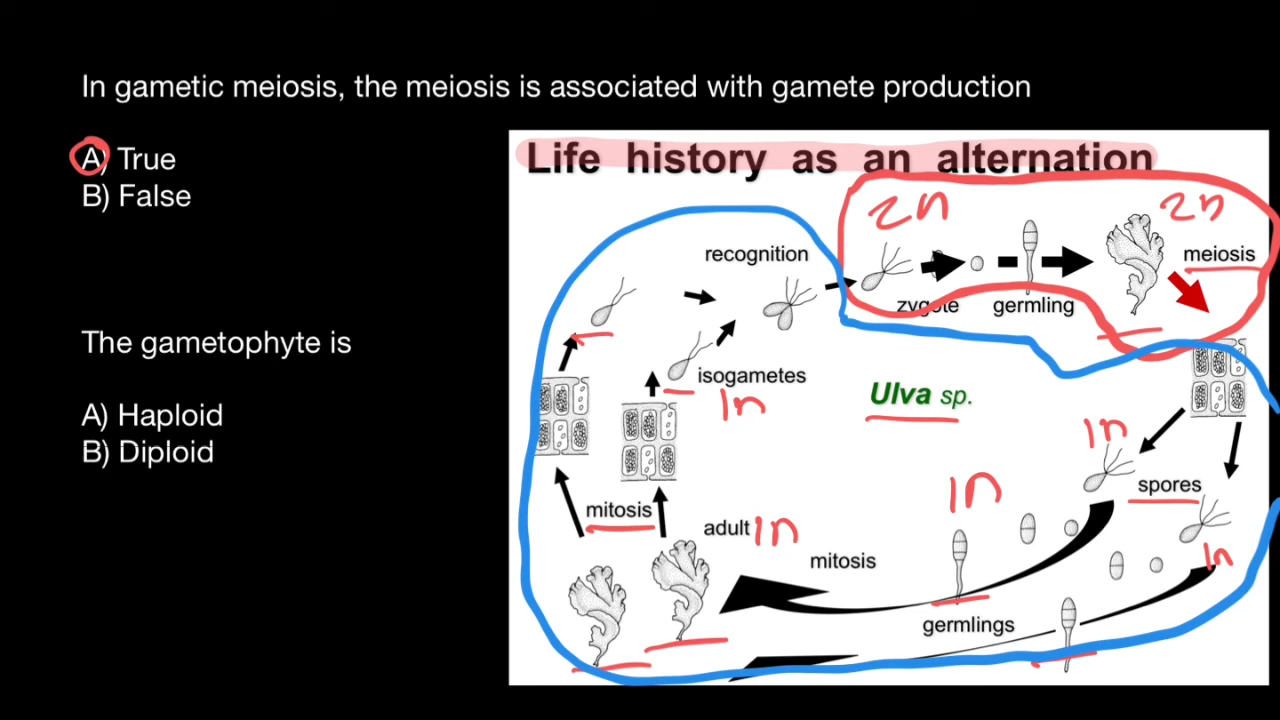 In gametic meiosis, the meiosis is associated with gamete production
A) True
B) False
The gametophyte is
A) Haploid
B) Diploid
Life history as an alternation
2n
2n
recognition
meiosis
zygote
germling
isogametes
1n
Ulva sp.
1n
spores
1n
mitosis
adult
1n
mitosis
1n
germlings